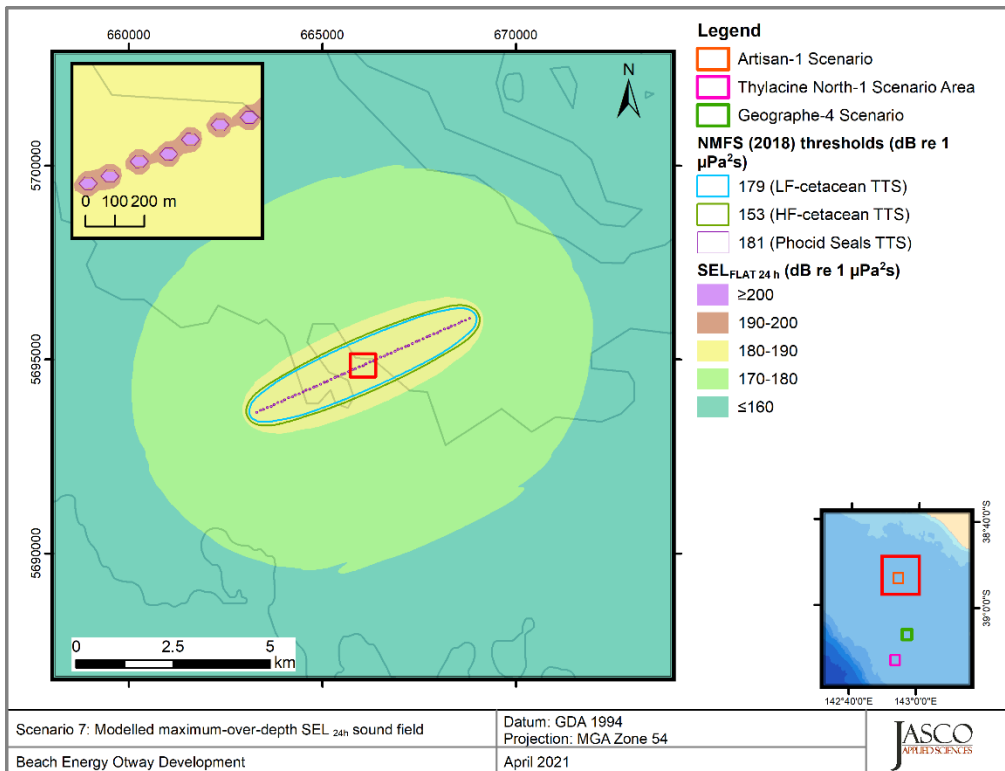 660000 665000 670000
5700000
5695000
5690000
0 100 200 m
N
0 2.5 5
km
Legend
Artisan-1 Scenario
Thylacine North-1 Scenario Area
Geographe-4 Scenario
NMFS (2018) thresholds (dB re 1
µPa²s)
179 (LF-cetacean TTS)
153 (HF-cetacean TTS)
181 (Phocid Seals TTS)
SEL FLAT 24 h (dB re 1 µPa²s)
≥200
190-200
180-190
170-180
≤160
38°40'0"S
39°0'0"S
142°40'0"E 143°0'0"E
Scenario 7: Modelled maximum-over-depth SEL 24h sound field
Datum: GDA 1994
Projection: MGA Zone 54
Beach Energy Otway Development
April 2021
JASCO
APPLIED SCIENCES